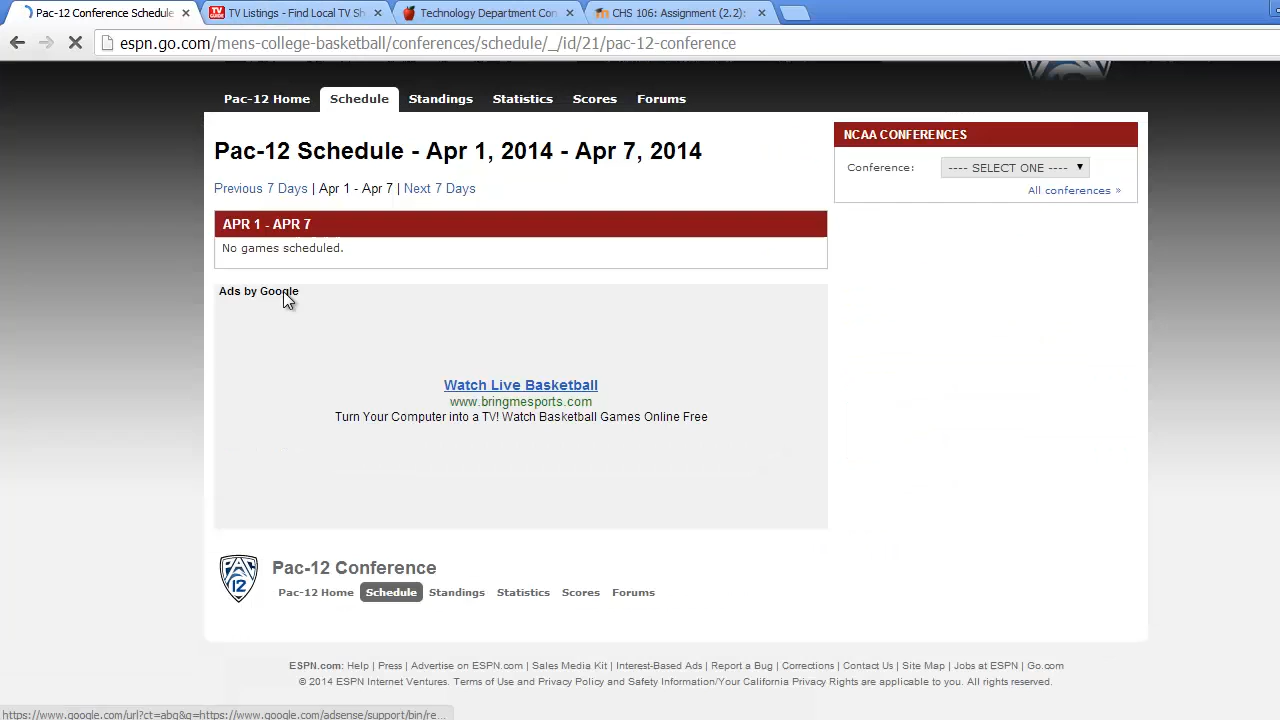 Pac-12 Conference Schedule
TV Listings - Find Local TV Sh
Technology Department Con
CHS 106: Assignment (2.2):
espn.go.com/mens-college-basketball/conferences/schedule/_/id/21/pac-12-conference
Pac-12 Home Schedule Standings Statistics Scores Forums
Pac-12 Schedule - Apr 1, 2014 - Apr 7, 2014
Previous 7 Days | Apr 1 - Apr 7 | Next 7 Days
APR 1 - APR 7
No games scheduled.
NCAA CONFERENCES
Conference: ---- SELECT ONE ----
All conferences »
Ads by Google
Watch Live Basketball
www.bringmesports.com
Turn Your Computer into a TV! Watch Basketball Games Online Free
PAC 12
Pac-12 Conference
Pac-12 Home Schedule Standings Statistics Scores Forums
ESPN.com: Help | Press | Advertise on ESPN.com | Sales Media Kit | Interest-Based Ads | Report a Bug | Corrections | Contact Us | Site Map | Jobs at ESPN | Go.com
© 2014 ESPN Internet Ventures. Terms of Use and Privacy Policy and Safety Information/Your California Privacy Rights are applicable to you. All rights reserved.
https://www.google.com/url?ct=abg&q=https://www.google.com/adsense/support/bin/re...